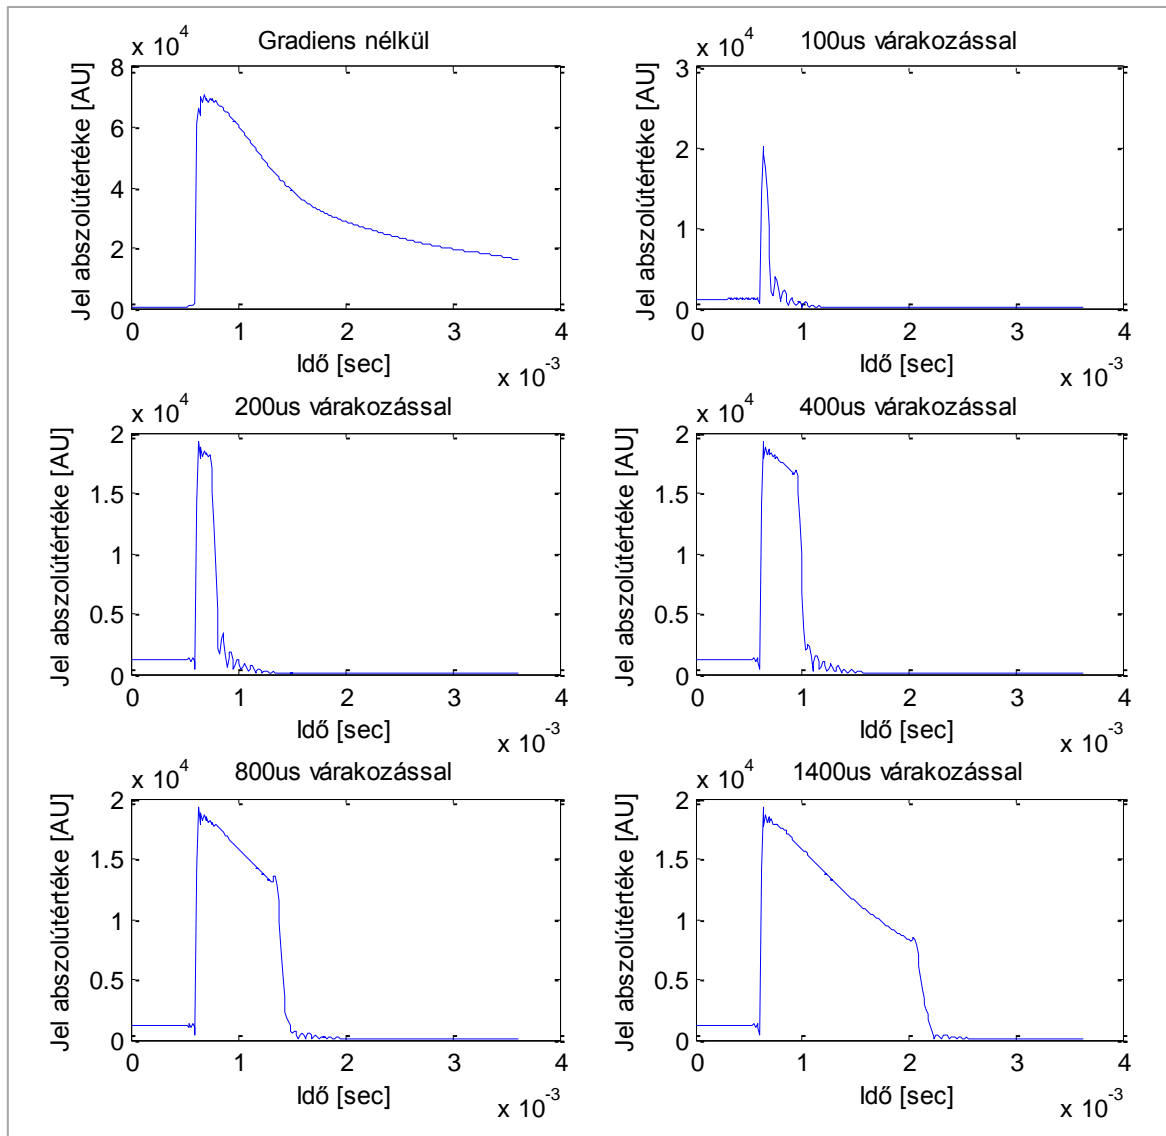 x 10^4
Gradiens nélkül
Jel abszolútértéke [AU]
8
6
4
2
0
0 1 2 3 4
Idő [sec]
x 10^-3
x 10^4
100us várakozással
Jel abszolútértéke [AU]
3
2
1
0
0 1 2 3 4
Idő [sec]
x 10^-3
x 10^4
200us várakozással
Jel abszolútértéke [AU]
2
1.5
1
0.5
0
0 1 2 3 4
Idő [sec]
x 10^-3
x 10^4
400us várakozással
Jel abszolútértéke [AU]
2
1.5
1
0.5
0
0 1 2 3 4
Idő [sec]
x 10^-3
x 10^4
800us várakozással
Jel abszolútértéke [AU]
2
1.5
1
0.5
0
0 1 2 3 4
Idő [sec]
x 10^-3
x 10^4
1400us várakozással
Jel abszolútértéke [AU]
2
1.5
1
0.5
0
0 1 2 3 4
Idő [sec]
x 10^-3